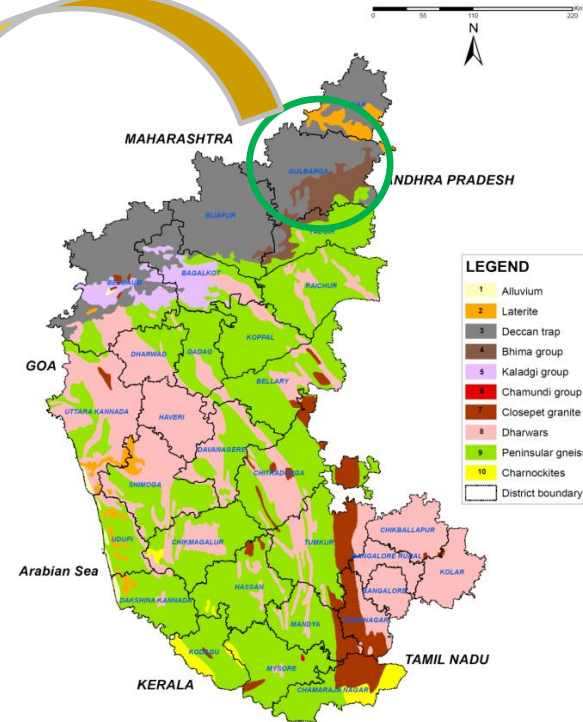 0 55 110 220 Km
N
MAHARASHTRA
GULBARGA
ANDHRA PRADESH
BIJAPUR
BAGALKOT
BELGAUM
RAICHUR
LEGEND
1 Alluvium
2 Laterite
3 Deccan trap
4 Bhima group
5 Kaladgi group
6 Chamundi group
7 Closepet granite
8 Dharwars
9 Peninsular gneiss
10 Charnockites
District boundary
GOA
DHARWAD
GADAG
KOPPAL
BELLARY
UTTARA KANNADA
HAVERI
DAVANAGERE
CHITRADURGA
SHIMOGA
UDUPI
CHIKMAGALUR
TUMKUR
CHIKBALLAPUR
BANGALORE RURAL
KOLAR
BANGALORE
Arabian Sea
DAKSHINA KANNADA
HASSAN
MANDYA
KODAGU
MYSORE
TAMIL NADU
KERALA
CHAMARAJA NAGAR